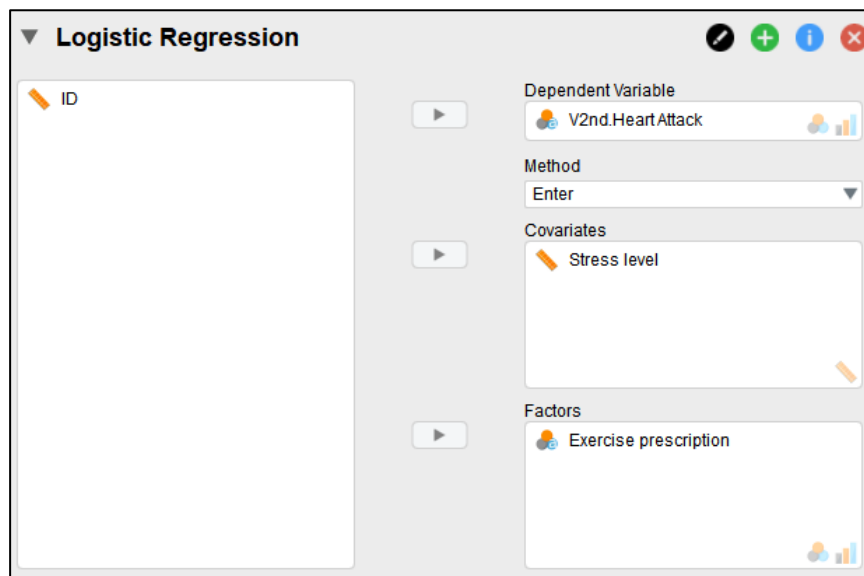 Logistic Regression
ID
Dependent Variable
V2nd.Heart Attack
Method
Enter
Covariates
Stress level
Factors
Exercise prescription